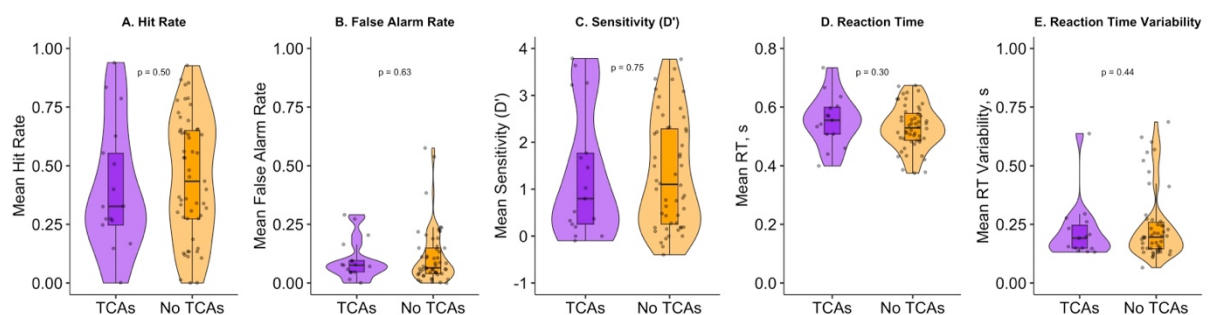 A. Hit Rate
Mean Hit Rate
1.00
0.75
0.50
0.25
0.00
p = 0.50
TCAs No TCAs
B. False Alarm Rate
Mean False Alarm Rate
1.00
0.75
0.50
0.25
0.00
p = 0.63
TCAs No TCAs
C. Sensitivity (D')
Mean Sensitivity (D')
4
3
2
1
0
-1
p = 0.75
TCAs No TCAs
D. Reaction Time
Mean RT, s
0.8
0.6
0.4
0.2
0.0
p = 0.30
TCAs No TCAs
E. Reaction Time Variability
Mean RT Variability, s
1.00
0.75
0.50
0.25
0.00
p = 0.44
TCAs No TCAs